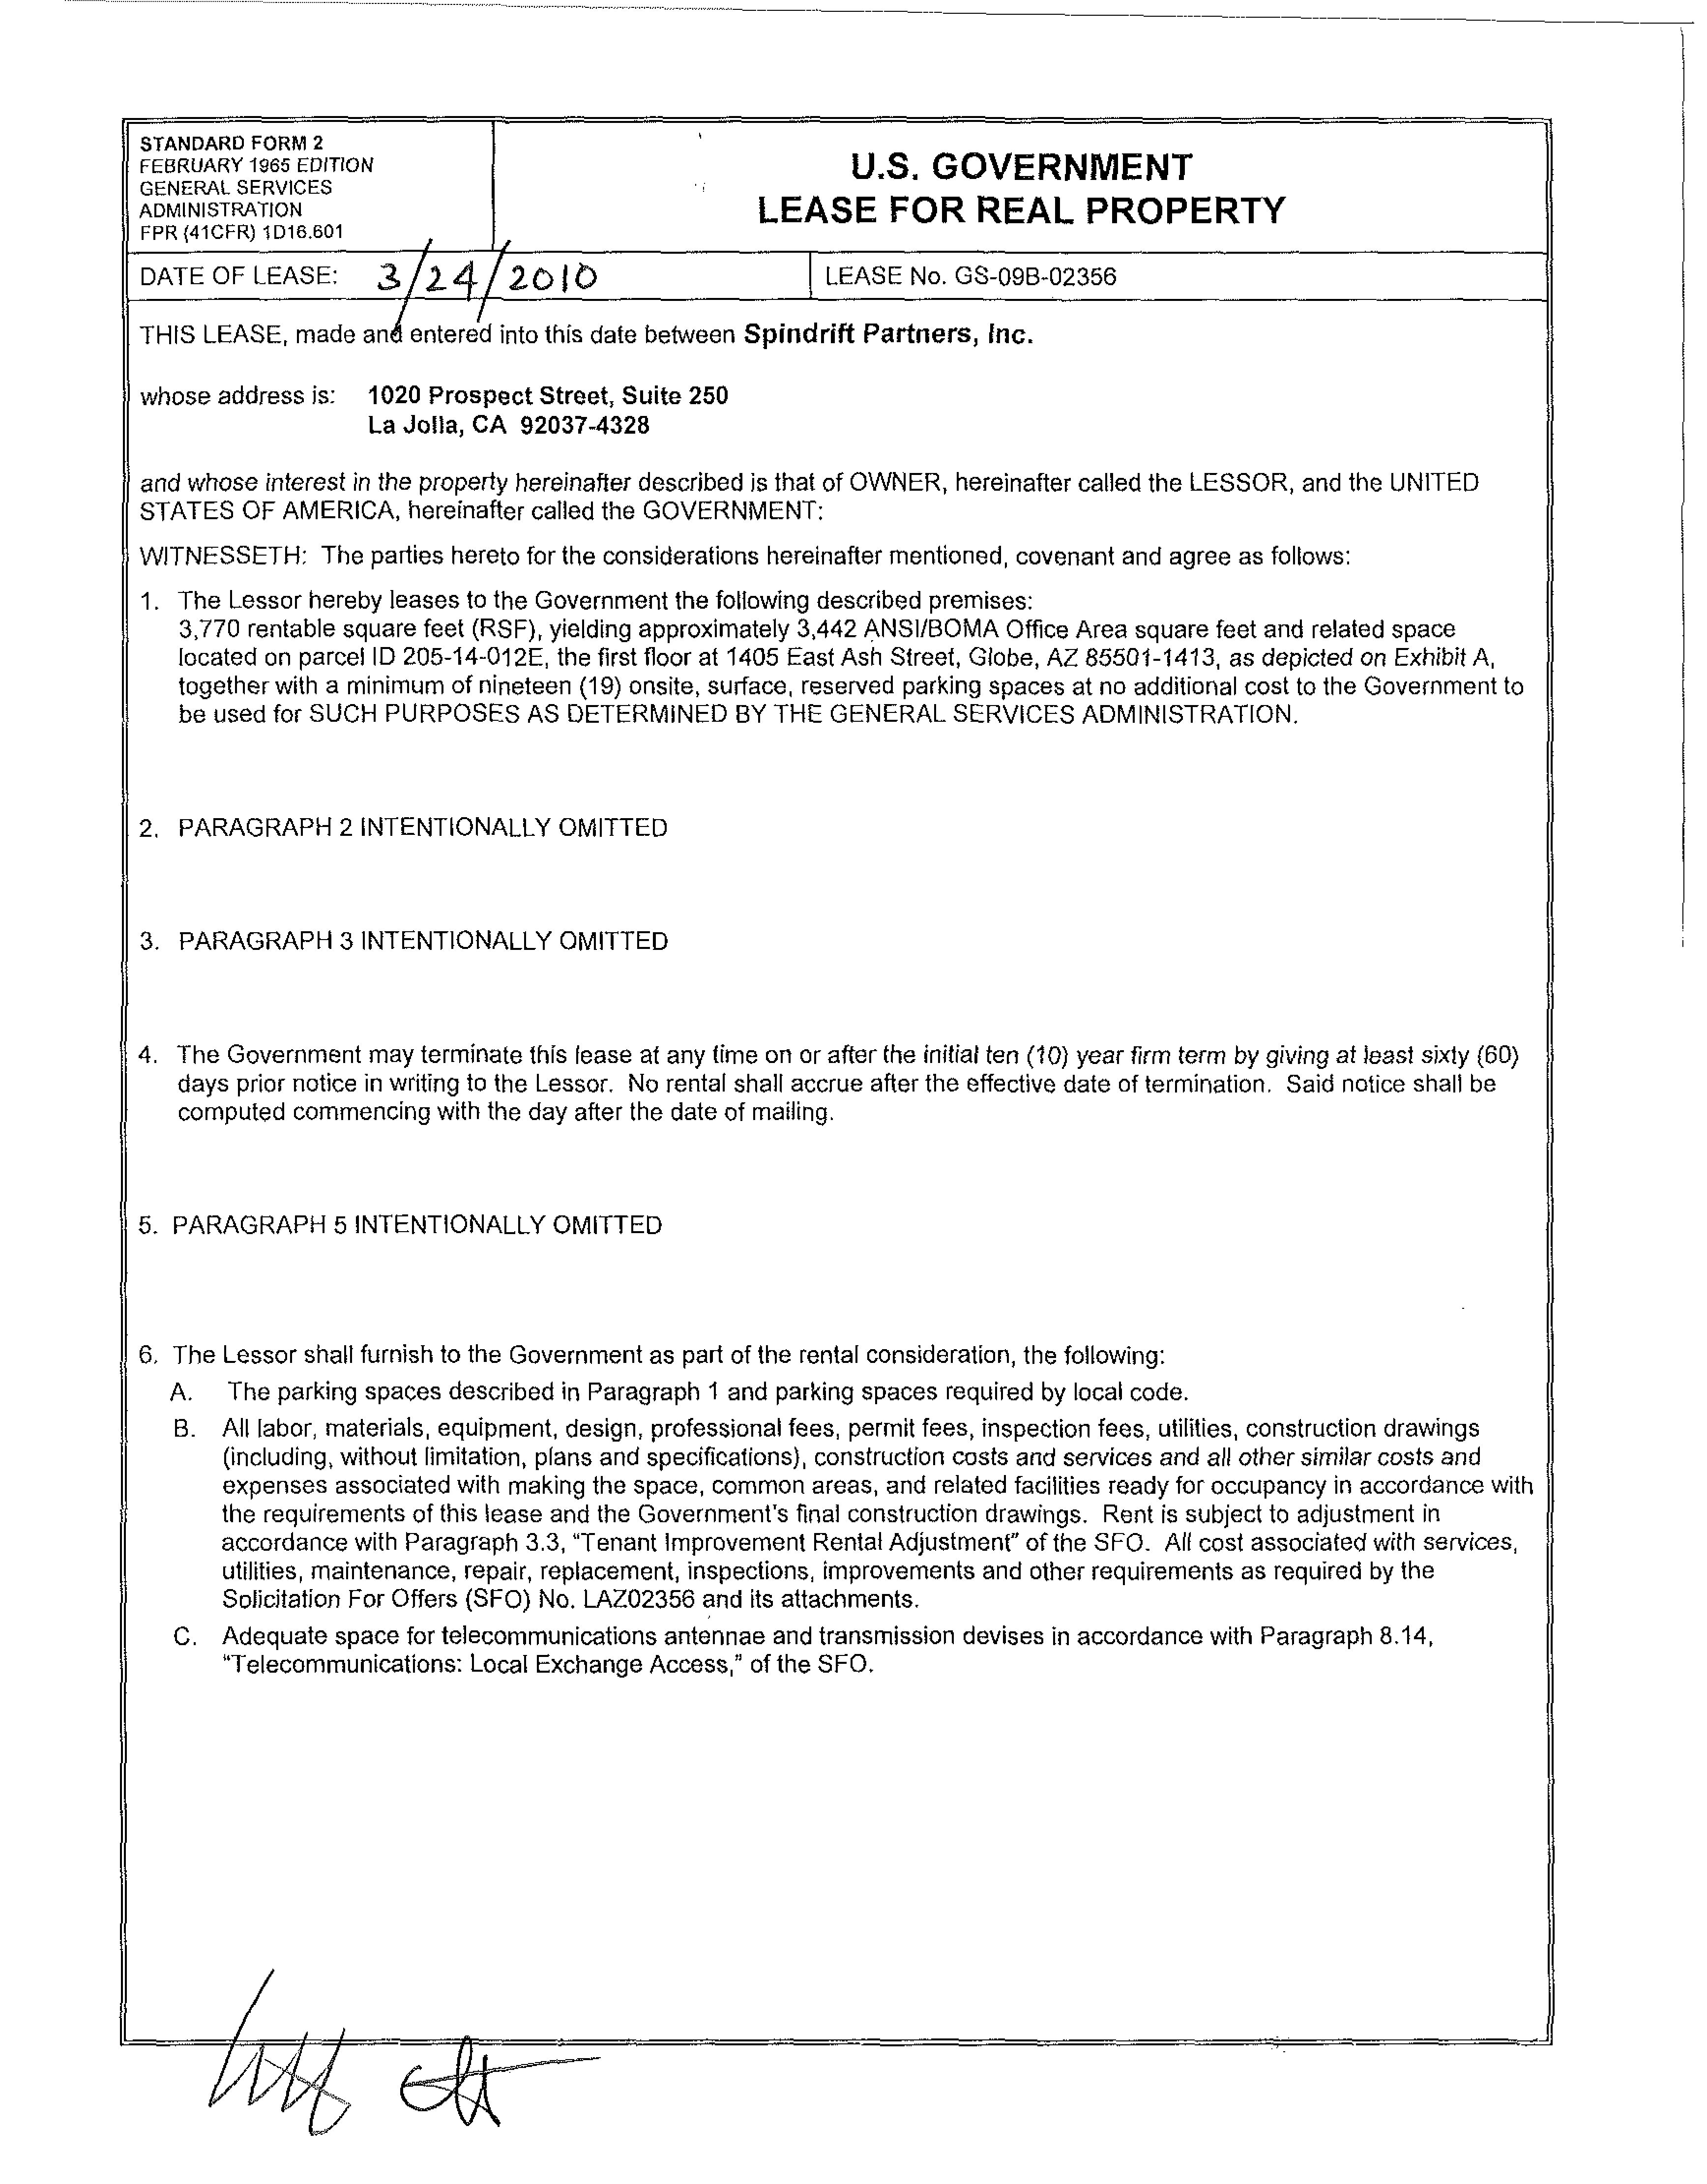 STANDARD FORM 2
FEBRUARY 1965 EDITION
GENERAL SERVICES
ADMINISTRATION
FPR (41CFR) 1D16.601
U.S. GOVERNMENT
LEASE FOR REAL PROPERTY
DATE OF LEASE: 3/24/2010
LEASE No. GS-09B-02356
THIS LEASE, made and entered into this date between Spindrift Partners, Inc.
whose address is: 1020 Prospect Street, Suite 250
La Jolla, CA 92037-4328
and whose interest in the property hereinafter described is that of OWNER, hereinafter called the LESSOR, and the UNITED
STATES OF AMERICA, hereinafter called the GOVERNMENT:
WITNESSETH: The parties hereto for the considerations hereinafter mentioned, covenant and agree as follows:
1. The Lessor hereby leases to the Government the following described premises:
3,770 rentable square feet (RSF), yielding approximately 3,442 ANSI/BOMA Office Area square feet and related space
located on parcel ID 205-14-012E, the first floor at 1405 East Ash Street, Globe, AZ 85501-1413, as depicted on Exhibit A,
together with a minimum of nineteen (19) onsite, surface, reserved parking spaces at no additional cost to the Government to
be used for SUCH PURPOSES AS DETERMINED BY THE GENERAL SERVICES ADMINISTRATION.
2. PARAGRAPH 2 INTENTIONALLY OMITTED
3. PARAGRAPH 3 INTENTIONALLY OMITTED
4. The Government may terminate this lease at any time on or after the initial ten (10) year firm term by giving at least sixty (60)
days prior notice in writing to the Lessor. No rental shall accrue after the effective date of termination. Said notice shall be
computed commencing with the day after the date of mailing.
5. PARAGRAPH 5 INTENTIONALLY OMITTED
6. The Lessor shall furnish to the Government as part of the rental consideration, the following:
A. The parking spaces described in Paragraph 1 and parking spaces required by local code.
B. All labor, materials, equipment, design, professional fees, permit fees, inspection fees, utilities, construction drawings
(including, without limitation, plans and specifications), construction costs and services and all other similar costs and
expenses associated with making the space, common areas, and related facilities ready for occupancy in accordance with
the requirements of this lease and the Government's final construction drawings. Rent is subject to adjustment in
accordance with Paragraph 3.3, "Tenant Improvement Rental Adjustment" of the SFO. All cost associated with services,
utilities, maintenance, repair, replacement, inspections, improvements and other requirements as required by the
Solicitation For Offers (SFO) No. LAZ02356 and its attachments.
C. Adequate space for telecommunications antennae and transmission devises in accordance with Paragraph 8.14,
"Telecommunications: Local Exchange Access," of the SFO.